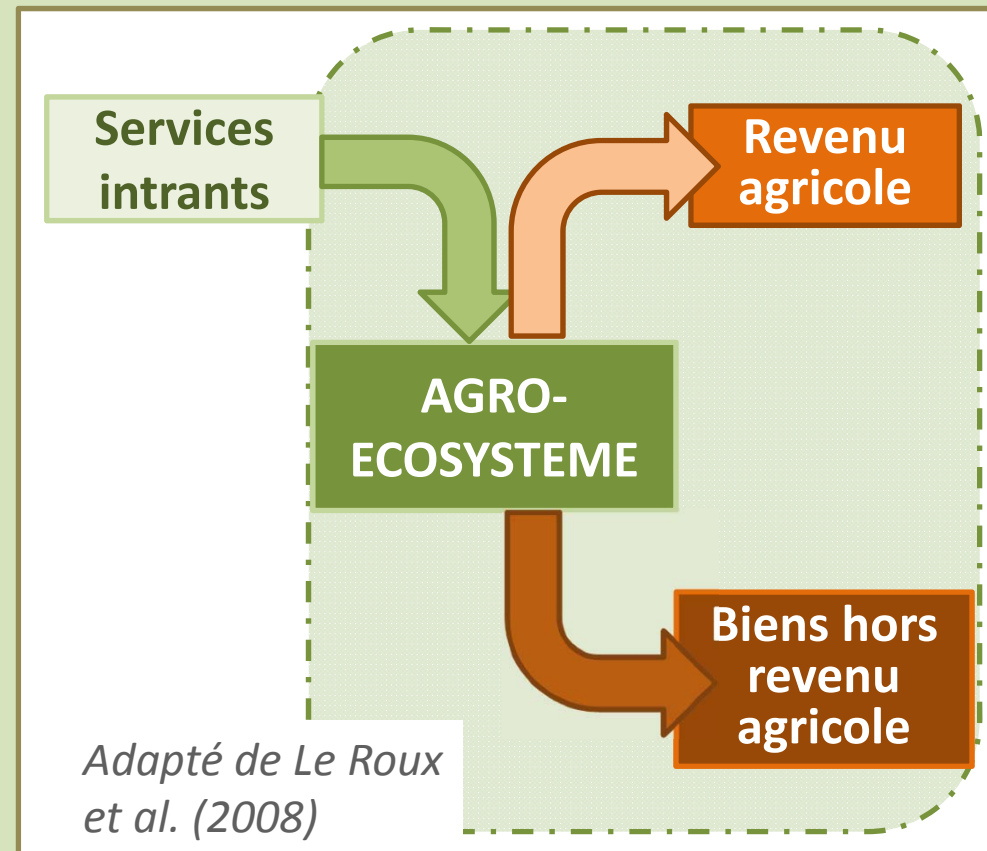 Services
intrants
Revenu
agricole
AGRO-
ECOSYSTEME
Biens hors
revenu
agricole
Adapté de Le Roux
et al. (2008)